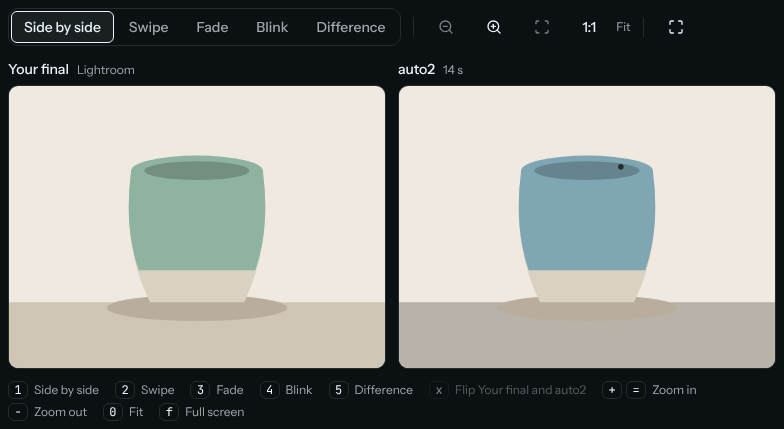 Side by side Swipe Fade Blink Difference 1:1 Fit
Your final Lightroom
auto2 14 s
1 Side by side 2 Swipe 3 Fade 4 Blink 5 Difference x Flip Your final and auto2 + = Zoom in
- Zoom out 0 Fit f Full screen